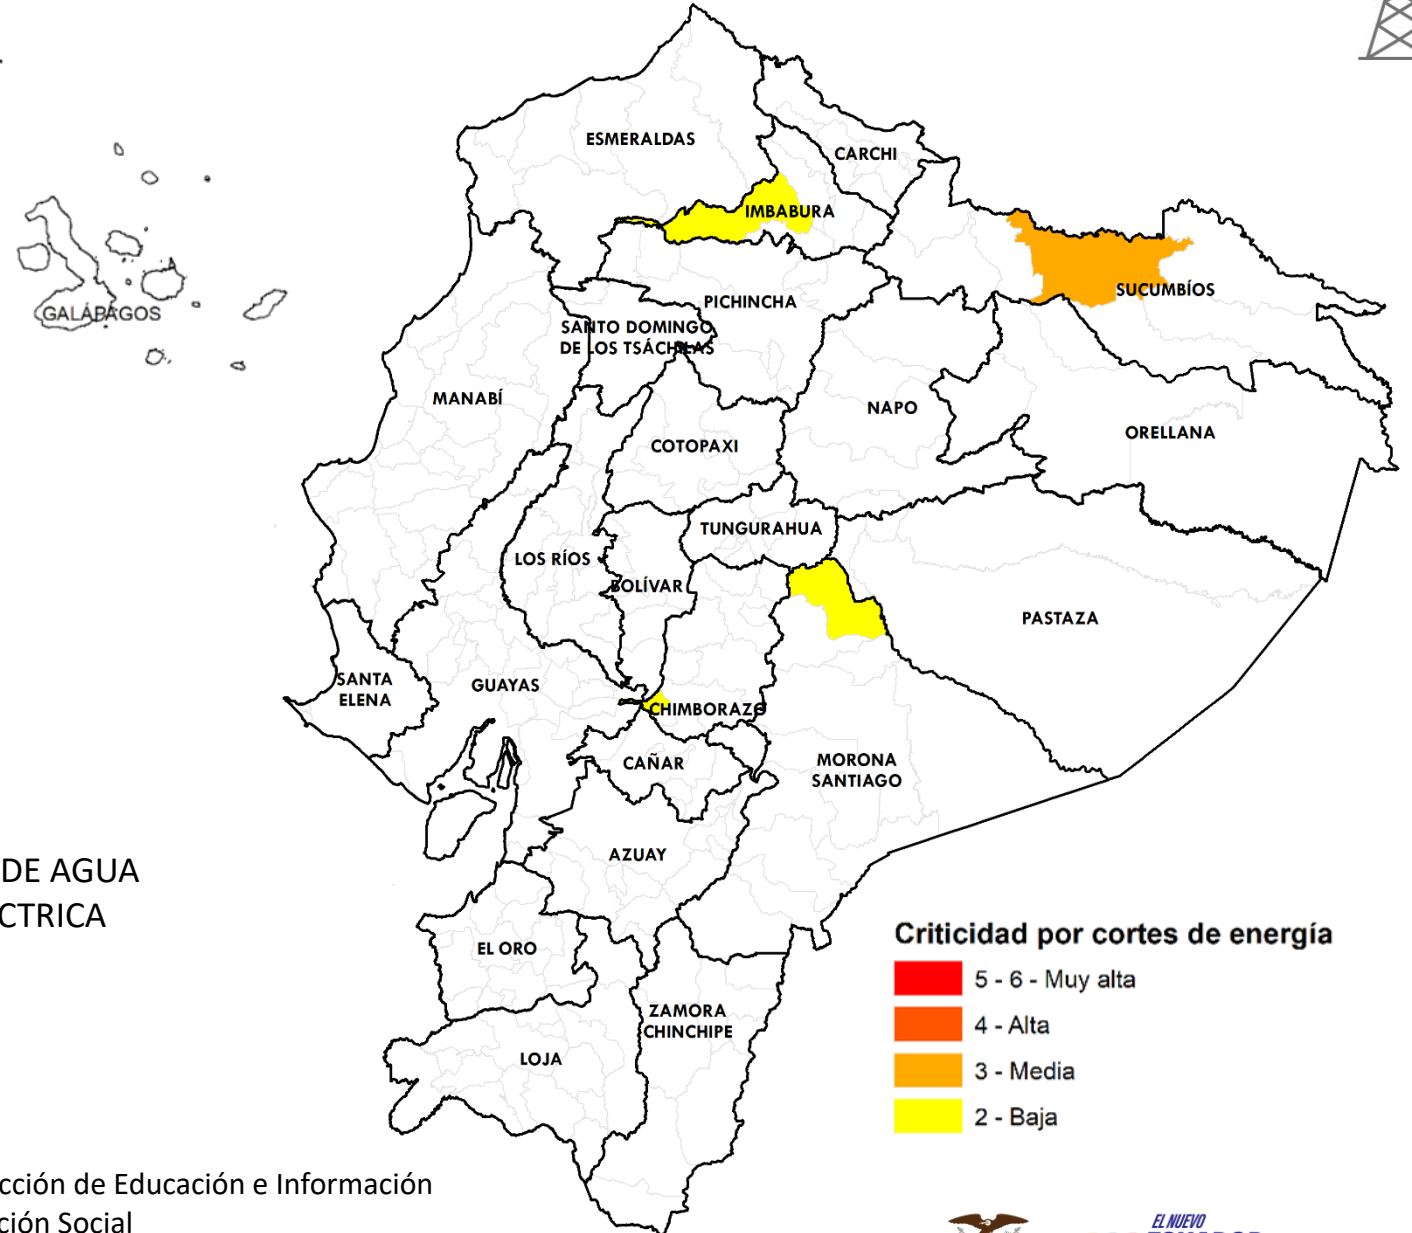 ESMERALDAS
CARCHI
IMBABURA
SUCUMBÍOS
GALÁPAGOS
PICHINCHA
SANTO DOMINGO
DE LOS TSÁCHILAS
MANABÍ
NAPO
COTOPAXI
ORELLANA
TUNGURAHUA
LOS RÍOS
BOLÍVAR
PASTAZA
SANTA
ELENA
GUAYAS
CHIMBORAZO
CAÑAR
MORONA
SANTIAGO
AZUAY
DE AGUA
CTRICA
EL ORO
ZAMORA
CHINCHIPE
LOJA
Criticidad por cortes de energía
5 - 6 - Muy alta
4 - Alta
3 - Media
2 - Baja
cción de Educación e Información
ción Social
EL NUEVO